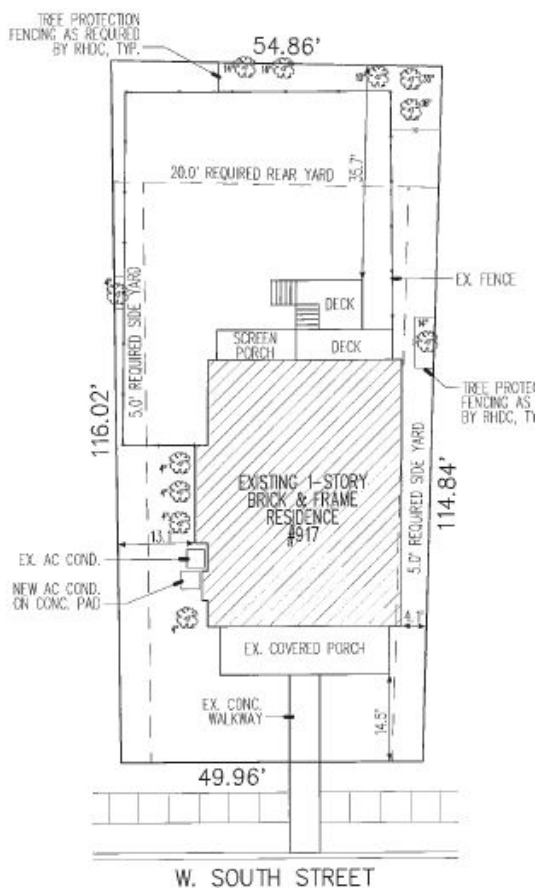 TREE PROTECTION
FENCING AS REQUIRED
BY RHDC, TYP.
54.86'
20.0' REQUIRED REAR YARD
35.7'
5.0' REQUIRED SIDE YARD
EX. FENCE
DECK
SCREEN
PORCH
DECK
TREE PROTEC
FENCING AS
BY RHDC, TY
116.02'
114.84'
5.0' REQUIRED SIDE YARD
EXISTING 1-STORY
BRICK & FRAME
RESIDENCE
#917
13.1'
EX. AC COND.
NEW AC COND.
ON CONC. PAD
EX. COVERED PORCH
EX. CONC.
WALKWAY
14.5'
49.96'
W. SOUTH STREET